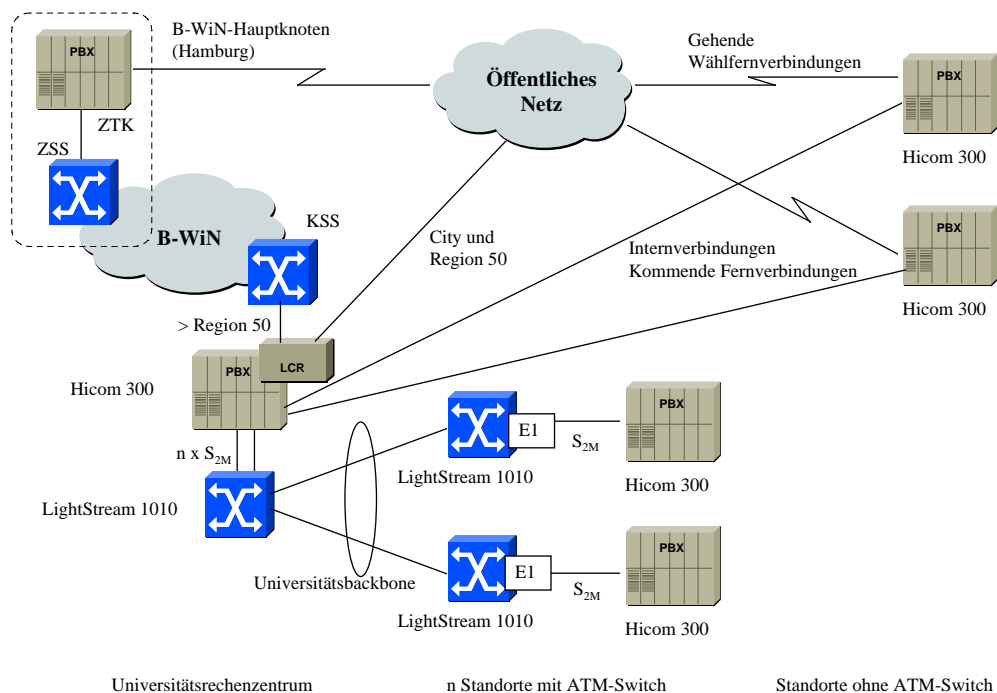 PBX
B-WiN-Hauptknoten
(Hamburg)
ZTK
ZSS
B-WiN
Öffentliches
Netz
Gehende
Wählfernverbindungen
PBX
Hicom 300
KSS
City und
Region 50
Internverbindungen
Kommende Fernverbindungen
PBX
Hicom 300
> Region 50
LCR
PBX
Hicom 300
n x S2M
LightStream 1010
E1
S2M
PBX
LightStream 1010
Hicom 300
Universitätsbackbone
E1
S2M
PBX
LightStream 1010
Hicom 300
Universitätsrechenzentrum
n Standorte mit ATM-Switch
Standorte ohne ATM-Switch